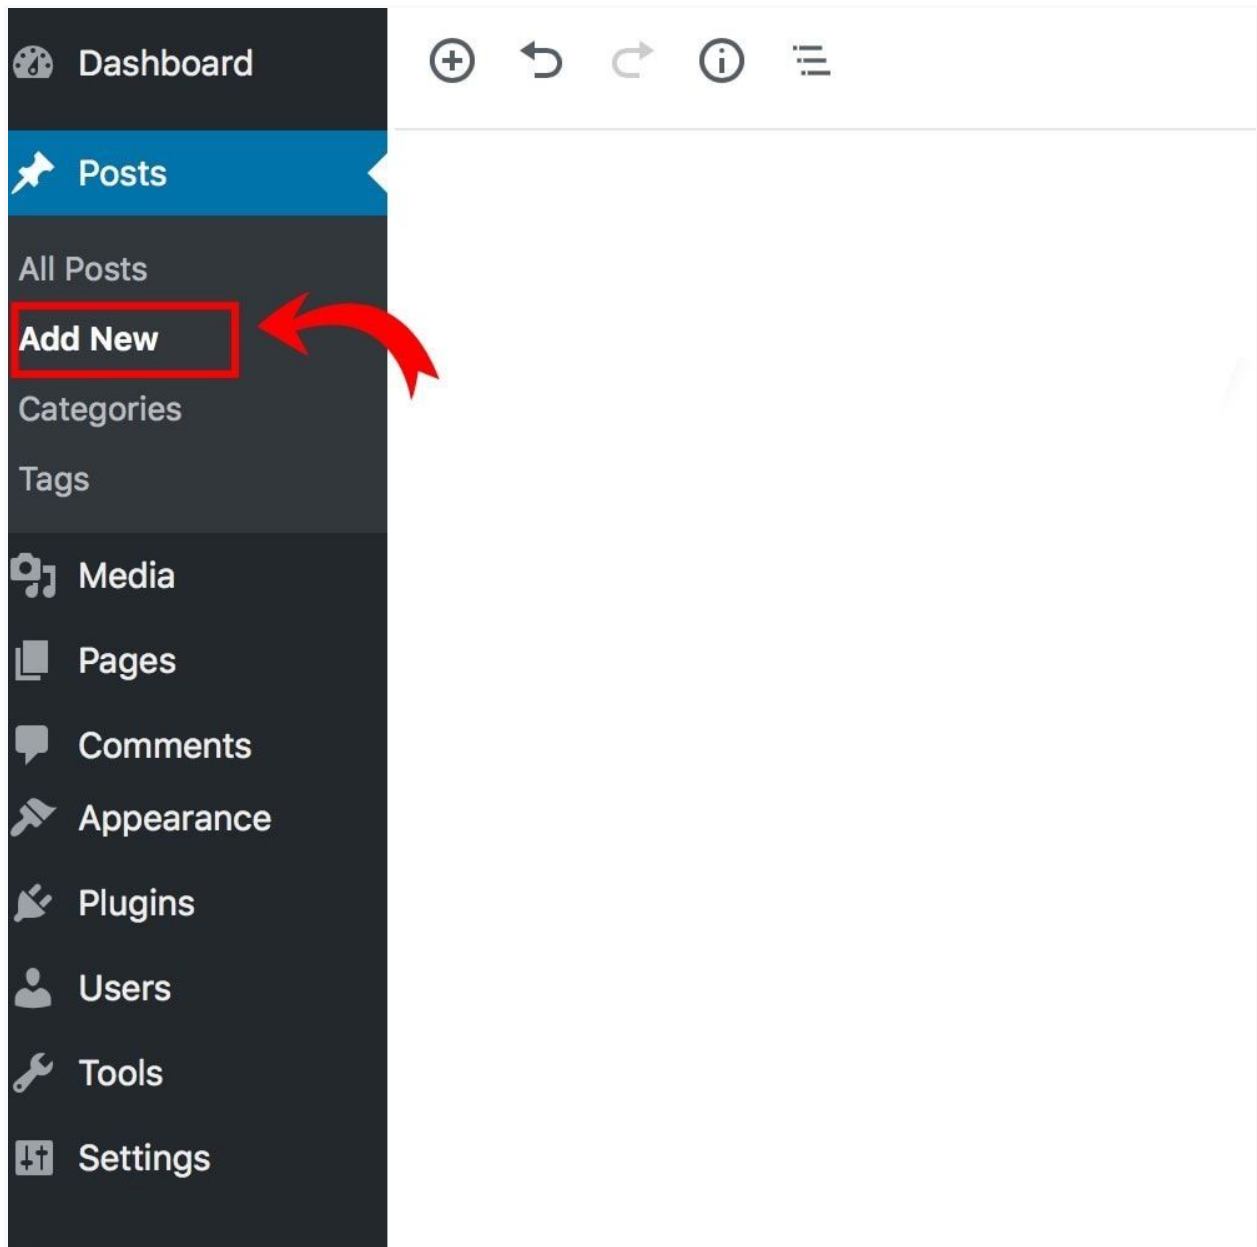 Dashboard
Posts
All Posts
Add New
Categories
Tags
Media
Pages
Comments
Appearance
Plugins
Users
Tools
Settings